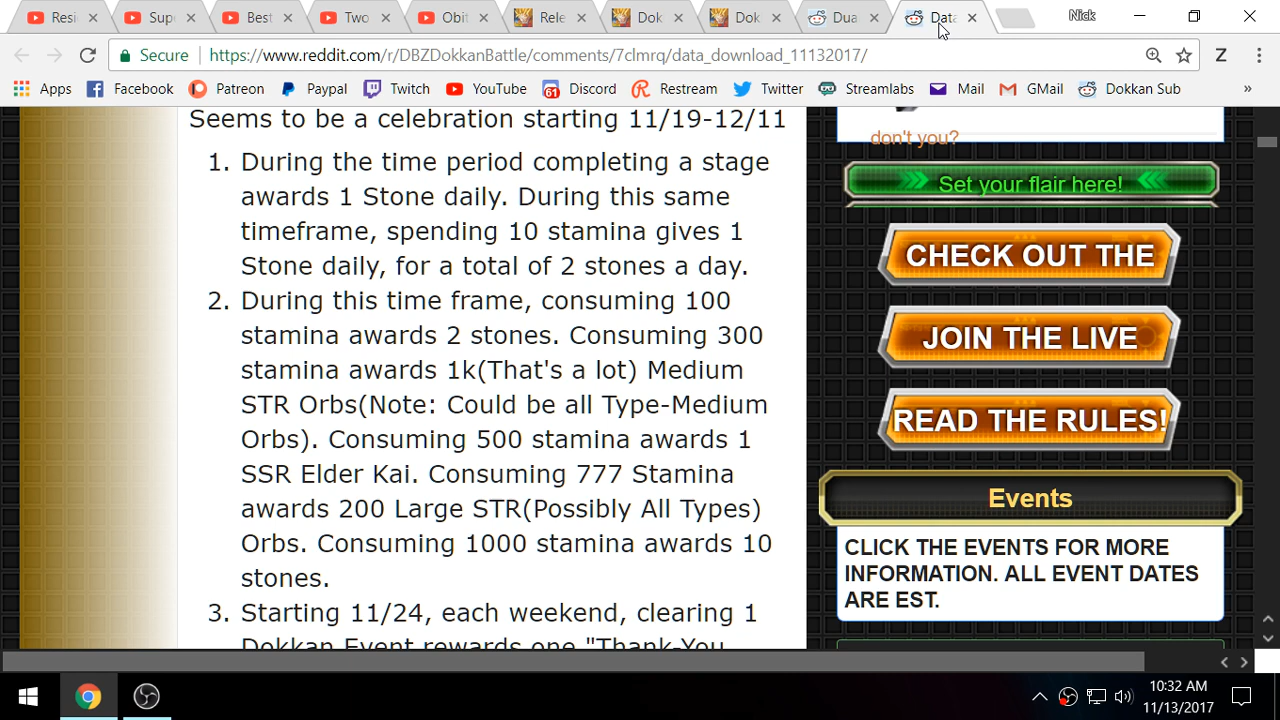 Resi
Supe
Best
Two
Obit
Rele
Dok
Dok
Dua
Data
Nick
Secure
https://www.reddit.com/r/DBZDokkanBattle/comments/7clmrq/data_download_11132017/
Z
Apps Facebook Patreon Paypal Twitch YouTube 61 Discord Restream Twitter Streamlabs Mail GMail Dokkan Sub »
Seems to be a celebration starting 11/19-12/11
1. During the time period completing a stage
awards 1 Stone daily. During this same
timeframe, spending 10 stamina gives 1
Stone daily, for a total of 2 stones a day.
2. During this time frame, consuming 100
stamina awards 2 stones. Consuming 300
stamina awards 1k(That's a lot) Medium
STR Orbs(Note: Could be all Type-Medium
Orbs). Consuming 500 stamina awards 1
SSR Elder Kai. Consuming 777 Stamina
awards 200 Large STR(Possibly All Types)
Orbs. Consuming 1000 stamina awards 10
stones.
3. Starting 11/24, each weekend, clearing 1
Dokkan Event rewards one "Thank-You
don't you?
Set your flair here!
CHECK OUT THE
JOIN THE LIVE
READ THE RULES!
Events
CLICK THE EVENTS FOR MORE
INFORMATION. ALL EVENT DATES
ARE EST.
10:32 AM
11/13/2017